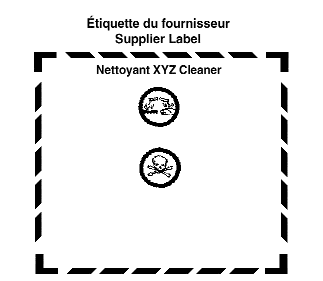 Étiquette du fournisseur
Supplier Label
Nettoyant XYZ Cleaner